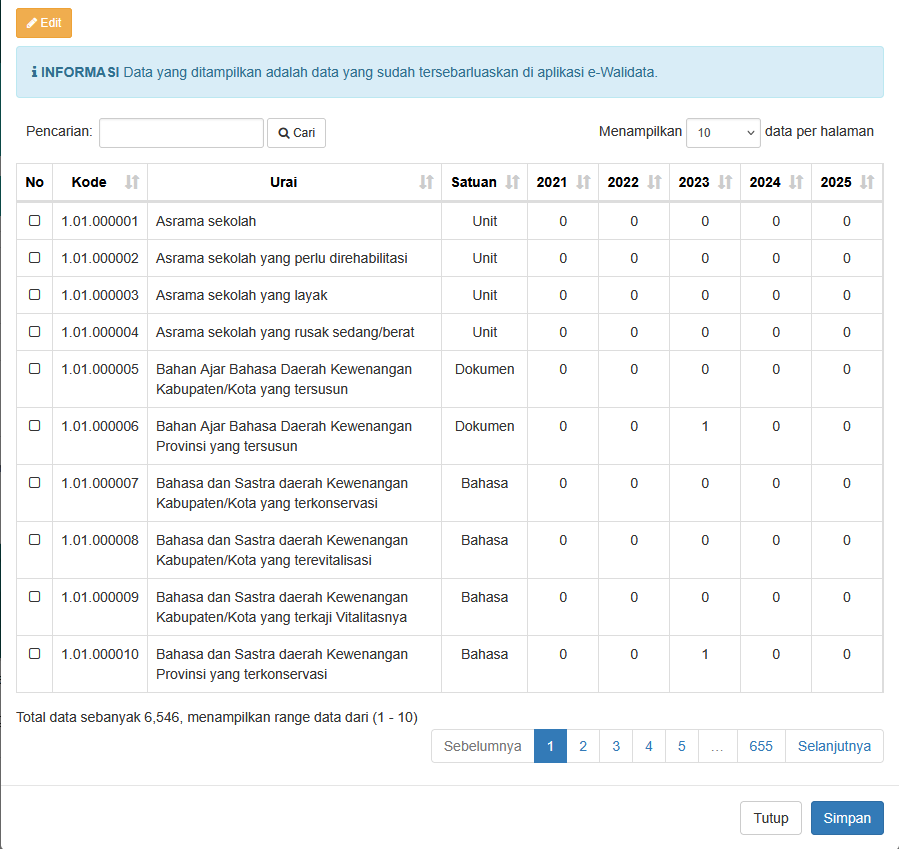 Edit
INFORMASI Data yang ditampilkan adalah data yang sudah tersebarluaskan di aplikasi e-Walidata.
Pencarian: Cari Menampilkan 10 data per halaman
No Kode Urai Satuan 2021 2022 2023 2024 2025
1.01.000001 Asrama sekolah Unit 0 0 0 0 0
1.01.000002 Asrama sekolah yang perlu direhabilitasi Unit 0 0 0 0 0
1.01.000003 Asrama sekolah yang layak Unit 0 0 0 0 0
1.01.000004 Asrama sekolah yang rusak sedang/berat Unit 0 0 0 0 0
1.01.000005 Bahan Ajar Bahasa Daerah Kewenangan Dokumen 0 0 0 0 0
Kabupaten/Kota yang tersusun
1.01.000006 Bahan Ajar Bahasa Daerah Kewenangan Dokumen 0 0 1 0 0
Provinsi yang tersusun
1.01.000007 Bahasa dan Sastra daerah Kewenangan Bahasa 0 0 0 0 0
Kabupaten/Kota yang terkonservasi
1.01.000008 Bahasa dan Sastra daerah Kewenangan Bahasa 0 0 0 0 0
Kabupaten/Kota yang terevitalisasi
1.01.000009 Bahasa dan Sastra daerah Kewenangan Bahasa 0 0 0 0 0
Kabupaten/Kota yang terkaji Vitalitasnya
1.01.000010 Bahasa dan Sastra daerah Kewenangan Bahasa 0 0 1 0 0
Provinsi yang terkonservasi
Total data sebanyak 6,546, menampilkan range data dari (1 - 10)
Sebelumnya 1 2 3 4 5 ... 655 Selanjutnya
Tutup Simpan